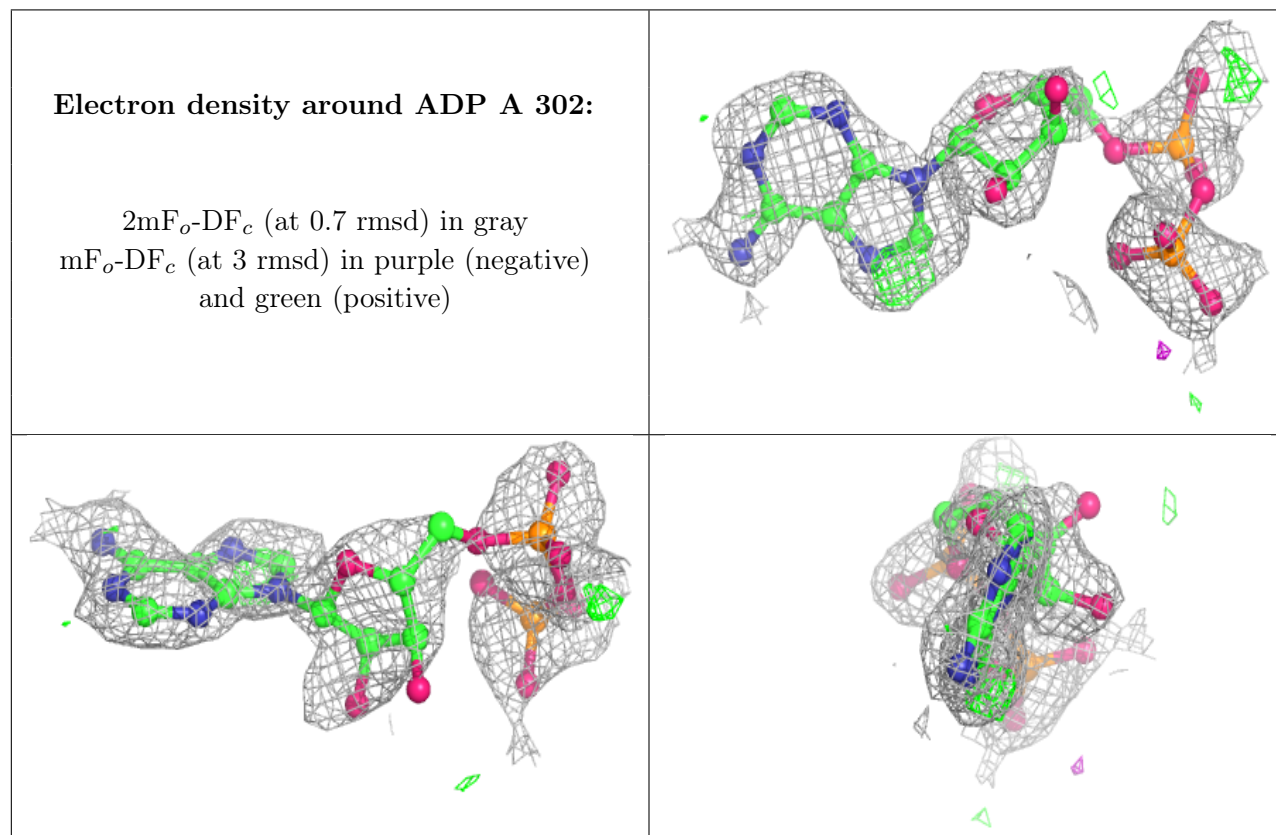 Electron density around ADP A 302:
2mFo-DFc (at 0.7 rmsd) in gray
mFo-DFc (at 3 rmsd) in purple (negative)
and green (positive)